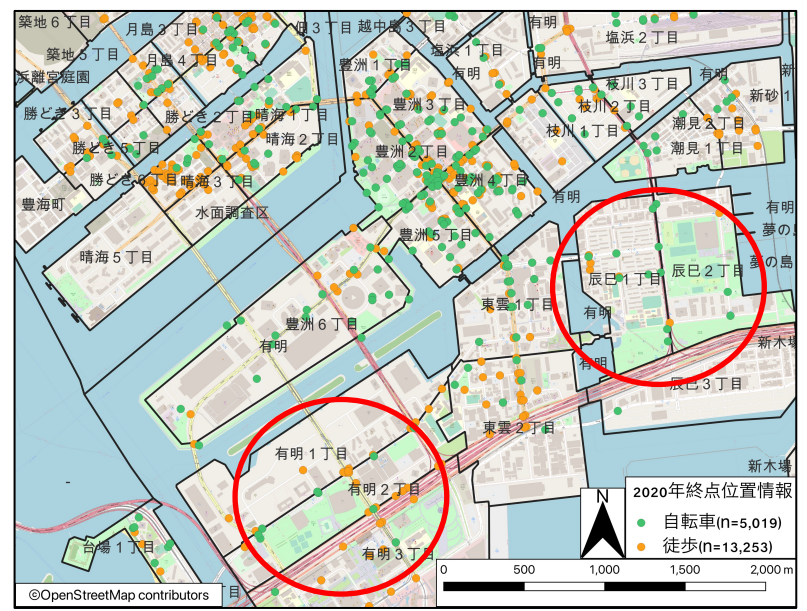 築地６丁目
月島３丁目
佃３丁目
越中島３丁目
有明
築地５丁目
月島４丁目
塩浜１丁目
塩浜２丁目
浜離宮庭園
豊洲１丁目
有明
有明
枝川３丁目
有明
新
勝どき３丁目
勝どき２丁目
晴海１丁目
豊洲３丁目
枝川２丁目
新砂１
勝どき５丁目
晴海２丁目
豊洲２丁目
枝川１丁目
潮見２丁目
潮見１丁目
勝どき６丁目
晴海３丁目
豊洲４丁目
豊海町
水面調査区
有明
有明
豊洲５丁目
夢の島
晴海５丁目
辰巳１丁目
辰巳２丁目
夢の島
東雲１丁目
有明
豊洲６丁目
有明
新木場
有明
辰巳３丁目
東雲２丁目
有明１丁目
新木場
有明２丁目
台場１丁目
有明３丁目
丁目
N
2020年終点位置情報
自転車(n=5,019)
徒歩(n=13,253)
0 500 1,000 1,500 2,000 m
©OpenStreetMap contributors